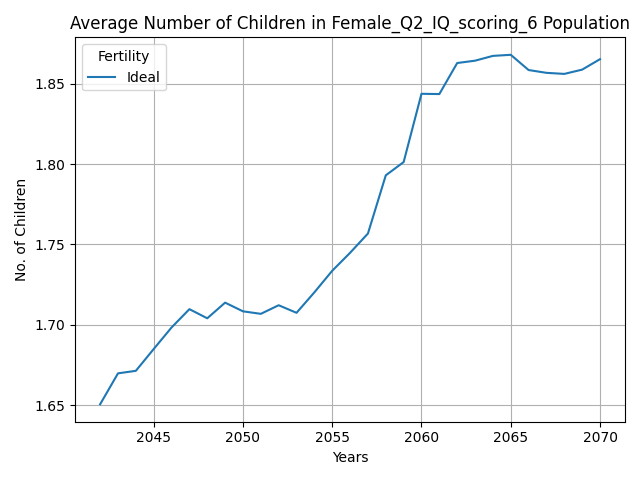 Average Number of Children in Female_Q2_IQ_scoring_6 Population
Fertility
Ideal
No. of Children
1.85
1.80
1.75
1.70
1.65
2045 2050 2055 2060 2065 2070
Years